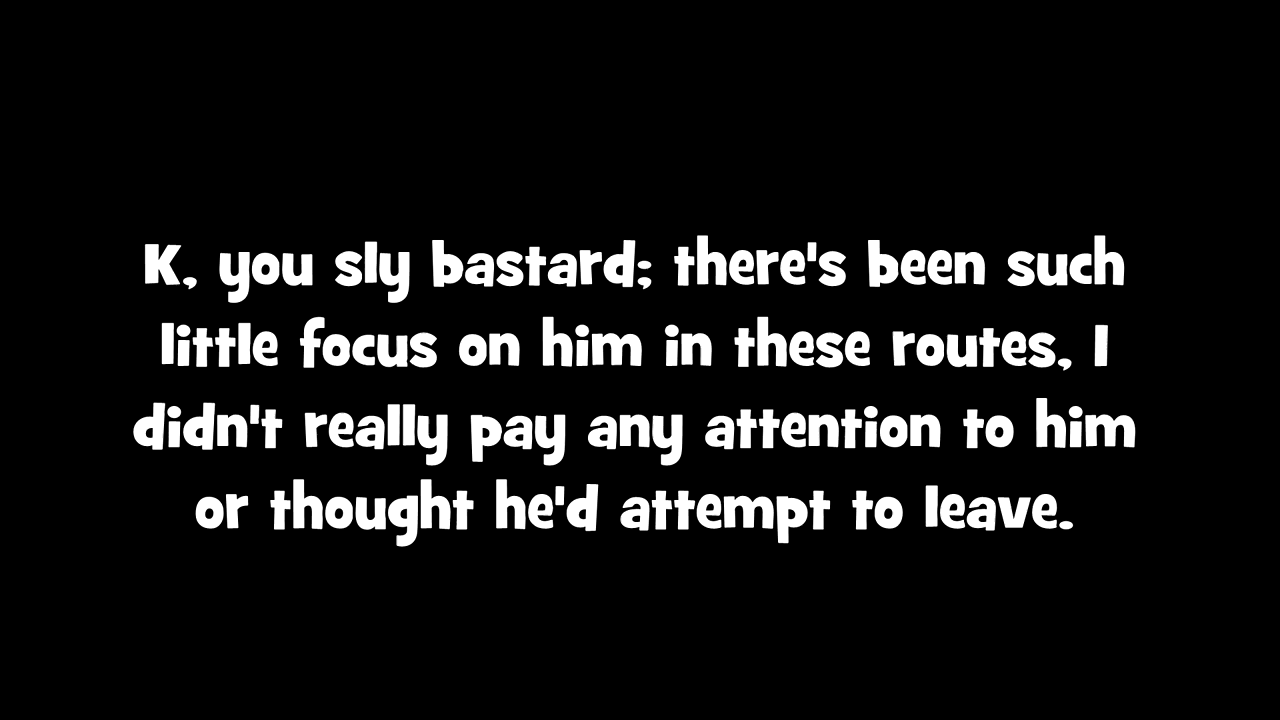 K, you sly bastard; there's been such
little focus on him in these routes, I
didn't really pay any attention to him
or thought he'd attempt to leave.